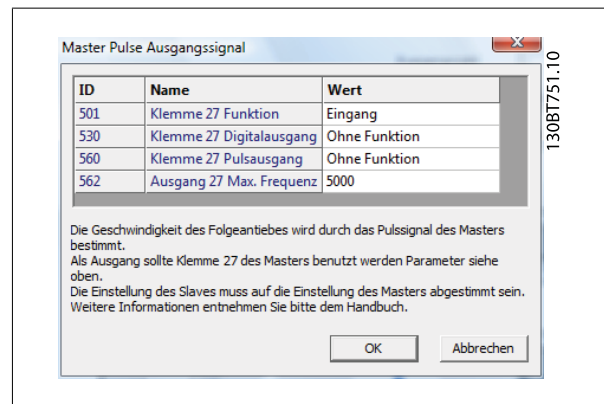 Master Pulse Ausgangssignal
ID Name Wert
501 Klemme 27 Funktion Eingang
530 Klemme 27 Digitalausgang Ohne Funktion
560 Klemme 27 Pulsausgang Ohne Funktion
562 Ausgang 27 Max. Frequenz 5000
Die Geschwindigkeit des Folgeantiebes wird durch das Pulssignal des Masters
bestimmt.
Als Ausgang sollte Klemme 27 des Masters benutzt werden Parameter siehe
oben.
Die Einstellung des Slaves muss auf die Einstellung des Masters abgestimmt sein.
Weitere Informationen entnehmen Sie bitte dem Handbuch.
OK Abbrechen
130BT751.10